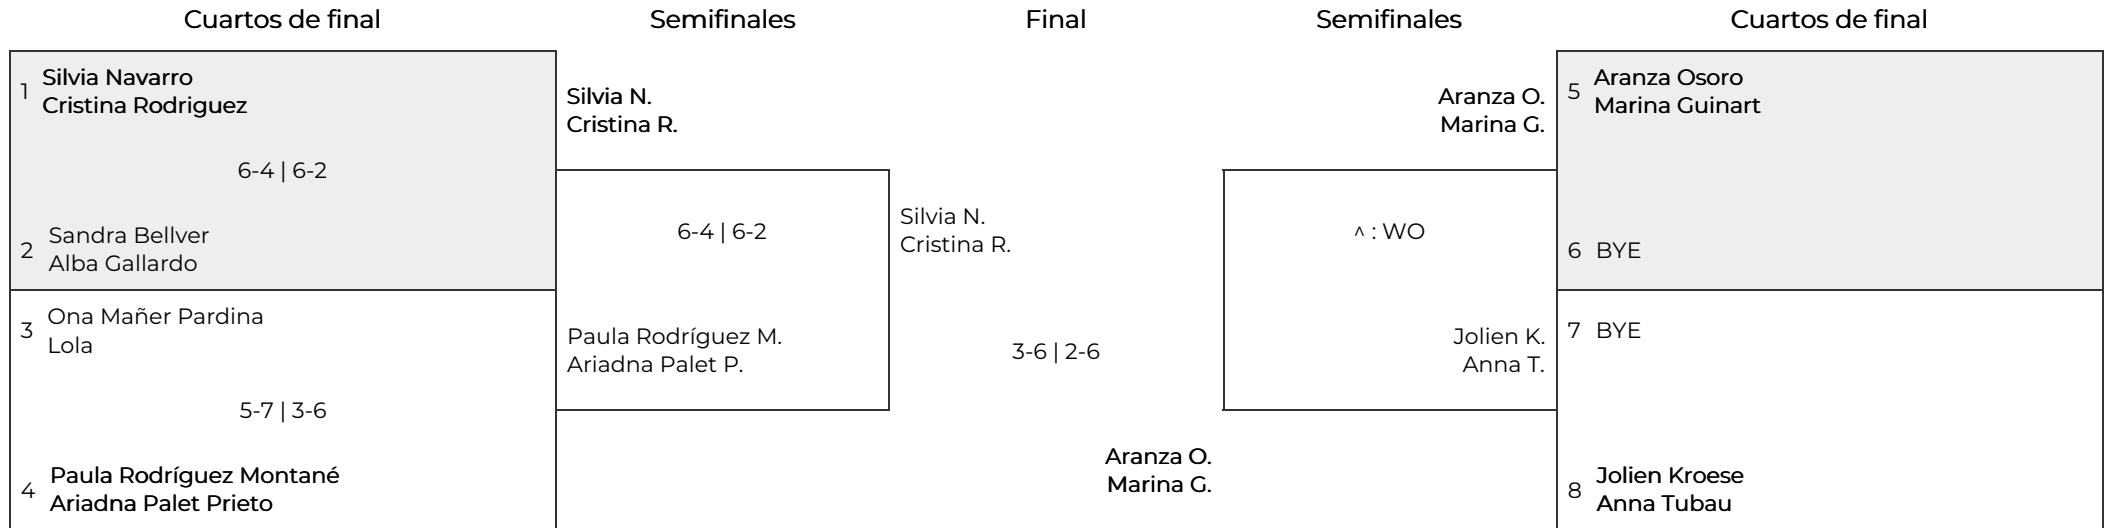 Cuartos de final
Semifinales
Final
Semifinales
Cuartos de final
1
Silvia Navarro
Cristina Rodriguez
6-4 | 6-2
2
Sandra Bellver
Alba Gallardo
3
Ona Mañer Pardina
Lola
5-7 | 3-6
4
Paula Rodríguez Montané
Ariadna Palet Prieto
Silvia N.
Cristina R.
6-4 | 6-2
Paula Rodríguez M.
Ariadna Palet P.
Silvia N.
Cristina R.
3-6 | 2-6
Aranza O.
Marina G.
Aranza O.
Marina G.
^ : WO
Jolien K.
Anna T.
5
Aranza Osoro
Marina Guinart
6 BYE
7 BYE
8
Jolien Kroese
Anna Tubau